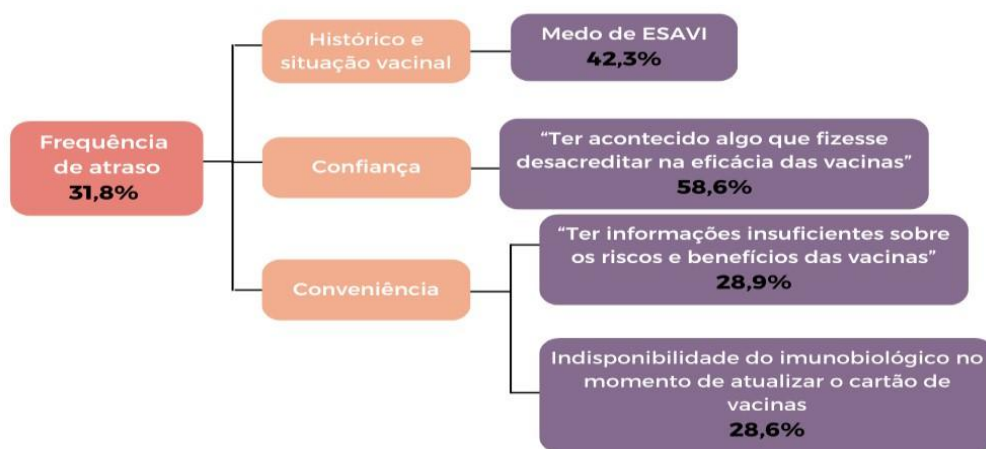 Frequência
de atraso
31,8%
Histórico e
situação vacinal
Medo de ESAVI
42,3%
Confiança
“Ter acontecido algo que fizesse
desacreditar na eficácia das vacinas”
58,6%
Conveniência
“Ter informações insuficientes sobre
os riscos e benefícios das vacinas”
28,9%
Indisponibilidade do imunobiológico no
momento de atualizar o cartão de
vacinas
28,6%